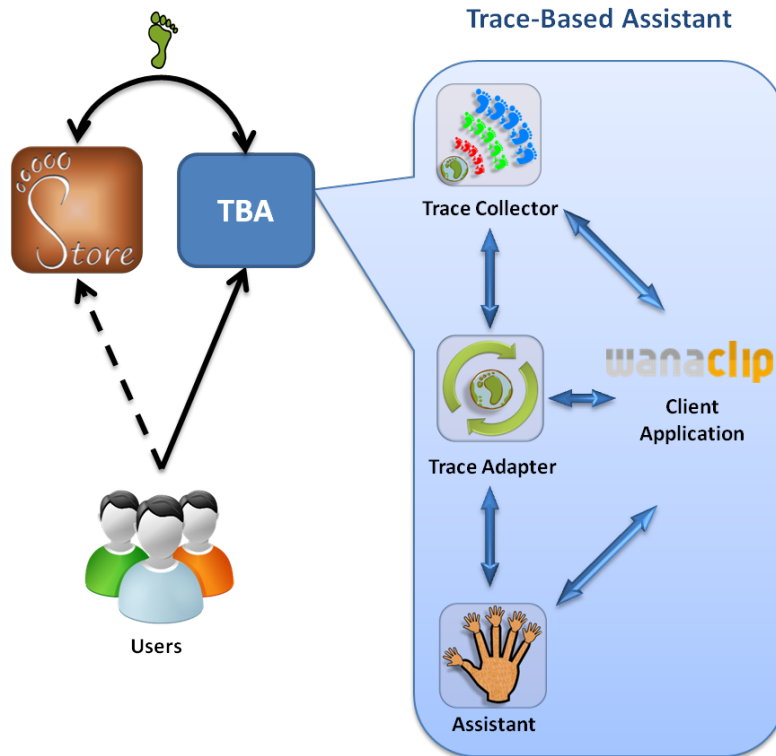 Trace-Based Assistant
Store
TBA
Trace Collector
wanaclip
Client
Application
Trace Adapter
Users
Assistant